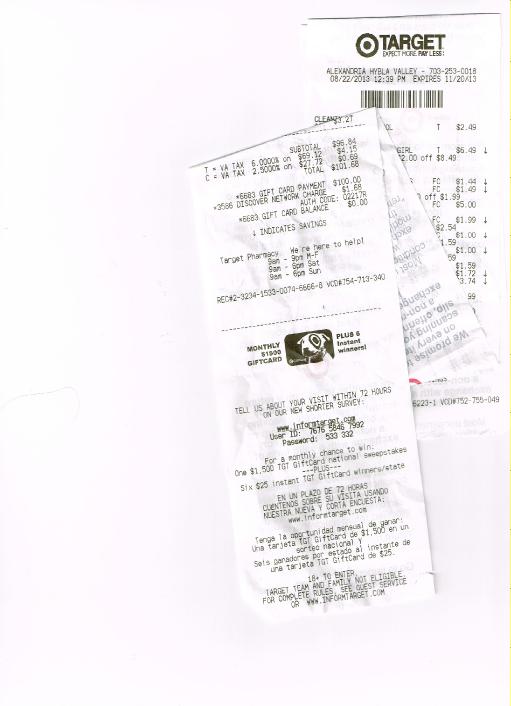 TARGET
EXPECT MORE. PAY LESS.
ALEXANDRIA HYBLA VALLEY - 703-253-0018
08/22/2013 12:39 PM EXPIRES 11/20/13
CLEAN $3.27
OL T $2.49
GIRL T $6.49 ↓
$2.00 off $8.49
FC $1.44 ↓
FC $1.49 ↓
off $1.99
FC $5.00
FC $1.99 ↓
$2.54
FC $1.00 ↓
1.59
$1.00 ↓
.59
$1.59
$1.72 ↓
3.74 ↓
99
6223-1 VCD#752-755-049
SUBTOTAL $96.84
T = VA TAX 6.0000% on $69.12 $4.15
C = VA TAX 2.5000% on $27.72 $0.69
TOTAL $101.68
*6683 GIFT CARD PAYMENT $100.00
*3586 DISCOVER NETWORK CHARGE $1.68
AUTH CODE: 02217R
*6683 GIFT CARD BALANCE $0.00
↓ INDICATES SAVINGS
Target Pharmacy We're here to help!
9am - 9pm M-F
9am - 6pm Sat
9am - 6pm Sun
REC#2-3234-1533-0074-6666-8 VCD#754-713-340
MONTHLY $1500 GIFTCARD
PLUS 6 Instant winners!
TELL US ABOUT YOUR VISIT WITHIN 72 HOURS
ON OUR NEW SHORTER SURVEY:
www.informtarget.com
User ID: 7676 5646 7992
Password: 533 332
For a monthly chance to win:
One $1,500 TGT GiftCard national sweepstakes
---PLUS---
Six $25 instant TGT GiftCard winners/state
EN UN PLAZO DE 72 HORAS
CUENTENOS SOBRE SU VISITA USANDO
NUESTRA NUEVA Y CORTA ENCUESTA:
www.informtarget.com
Tenga la oportunidad mensual de ganar:
Una tarjeta TGT GiftCard de $1,500 en un
sorteo nacional y
Seis ganadores por estado al instante de
una tarjeta TGT GiftCard de $25.
18+ TO ENTER.
TARGET TEAM AND FAMILY NOT ELIGIBLE.
FOR COMPLETE RULES, SEE GUEST SERVICE
OR WWW.INFORMTARGET.COM